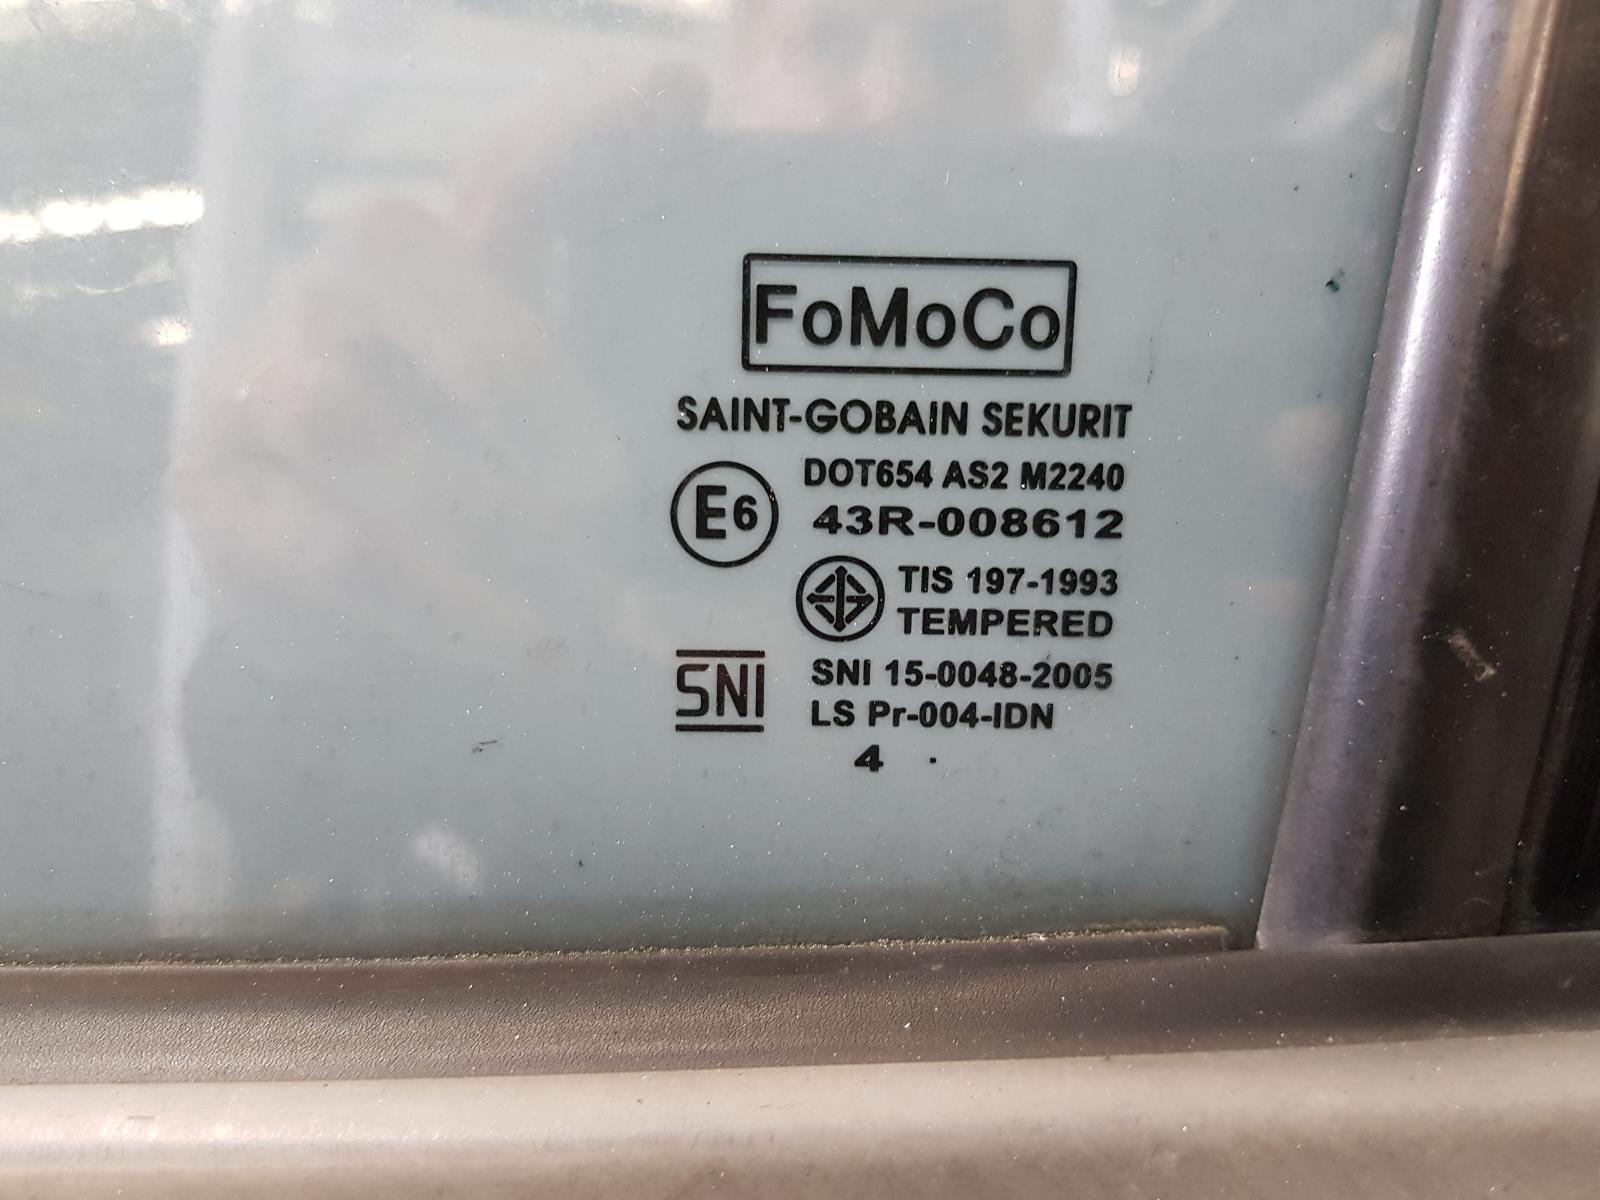 FoMoCo
SAINT-GOBAIN SEKURIT
DOT654 AS2 M2240
E6 43R-008612
TIS 197-1993
TEMPERED
SNI SNI 15-0048-2005
LS Pr-004-IDN
4 .